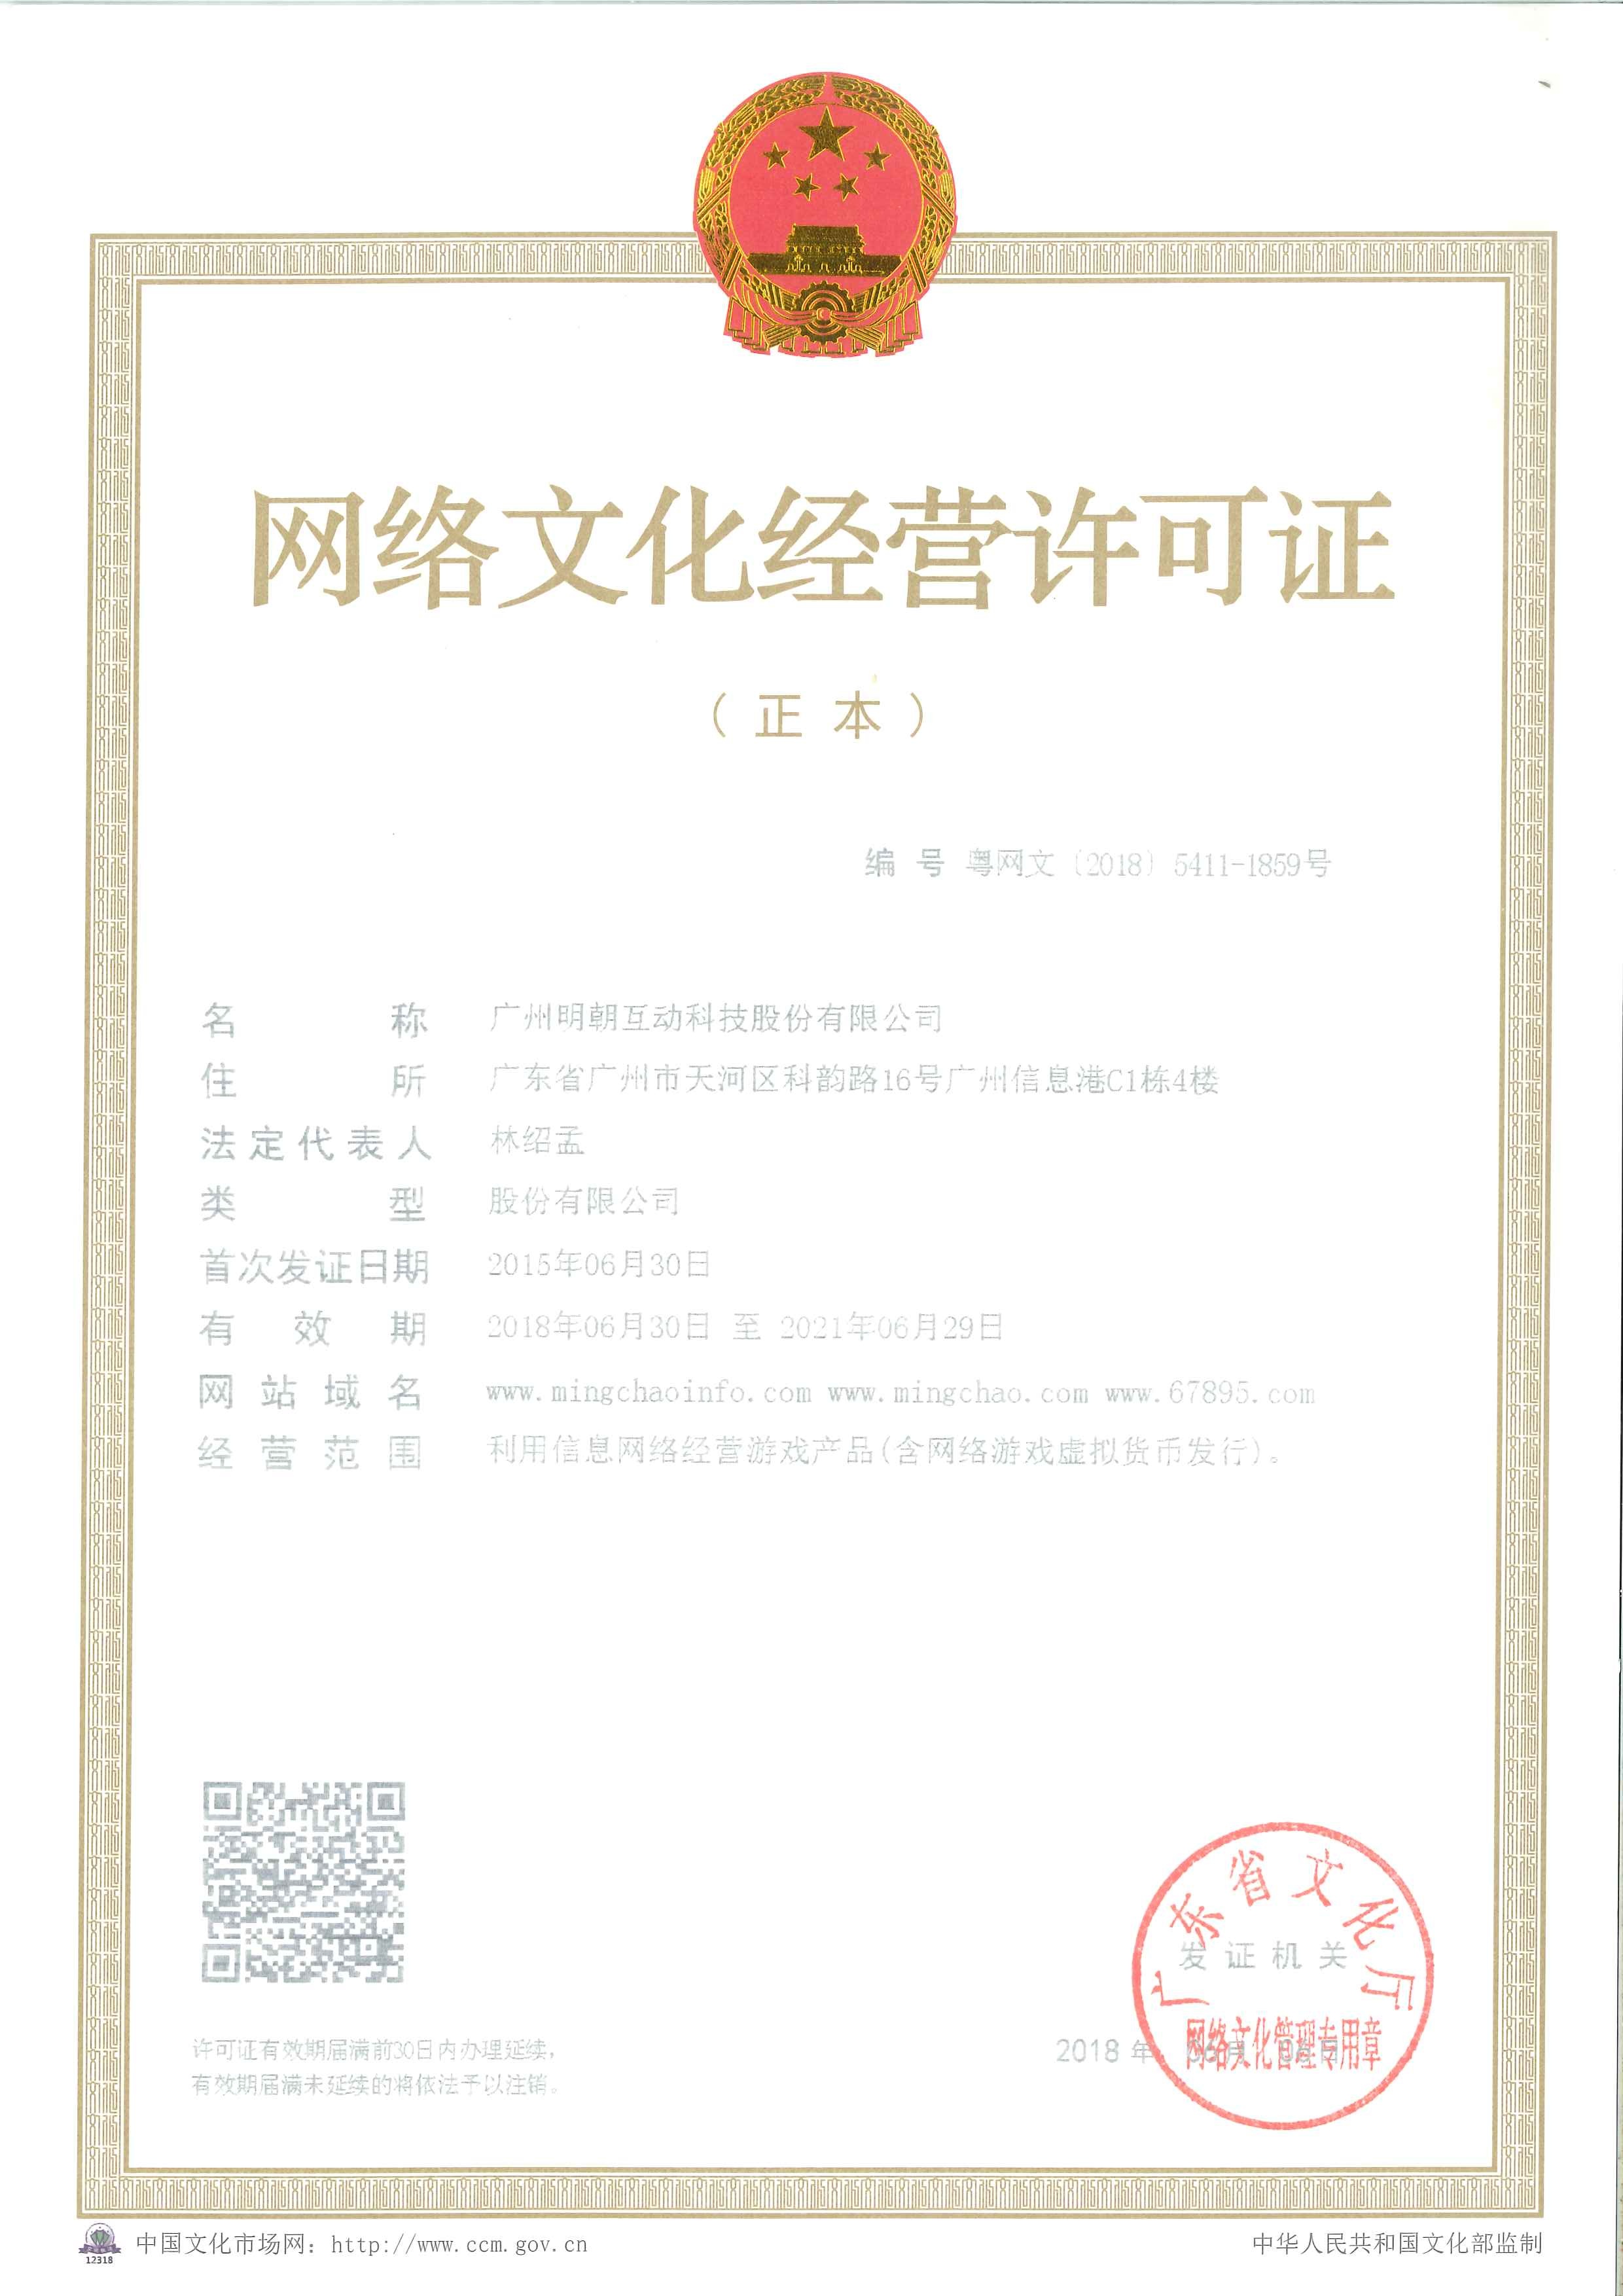 网络文化经营许可证
（正本）
编 号 粤网文〔2018〕5411-1859号
名 称 广州明朝互动科技股份有限公司
住 所 广东省广州市天河区科韵路16号广州信息港C1栋4楼
法定代表人 林绍孟
类 型 股份有限公司
首次发证日期 2015年06月30日
有 效 期 2018年06月30日 至 2021年06月29日
网 站 域 名 www.mingchaoinfo.com www.mingchao.com www.67895.com
经 营 范 围 利用信息网络经营游戏产品(含网络游戏虚拟货币发行)。
广东省文化厅
发证机关
网络文化管理专用章
2018 年 月 日
许可证有效期届满前30日内办理延续，
有效期届满未延续的将依法予以注销。
12318
中国文化市场网：http://www.ccm.gov.cn
中华人民共和国文化部监制